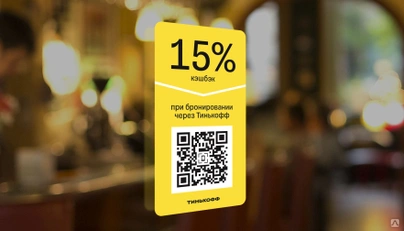 15%
кэшбэк
при бронировании
через Тинькофф
ТИНЬКОФФ